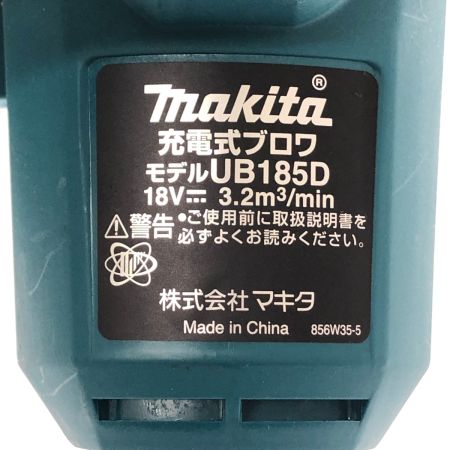 makita®
充電式ブロワ
モデルUB185D
18V⎓ 3.2m³/min
⚠警告 •ご使用前に取扱説明書を
必ずよくお読みください。
株式会社 マキタ
Made in China 856W35-5